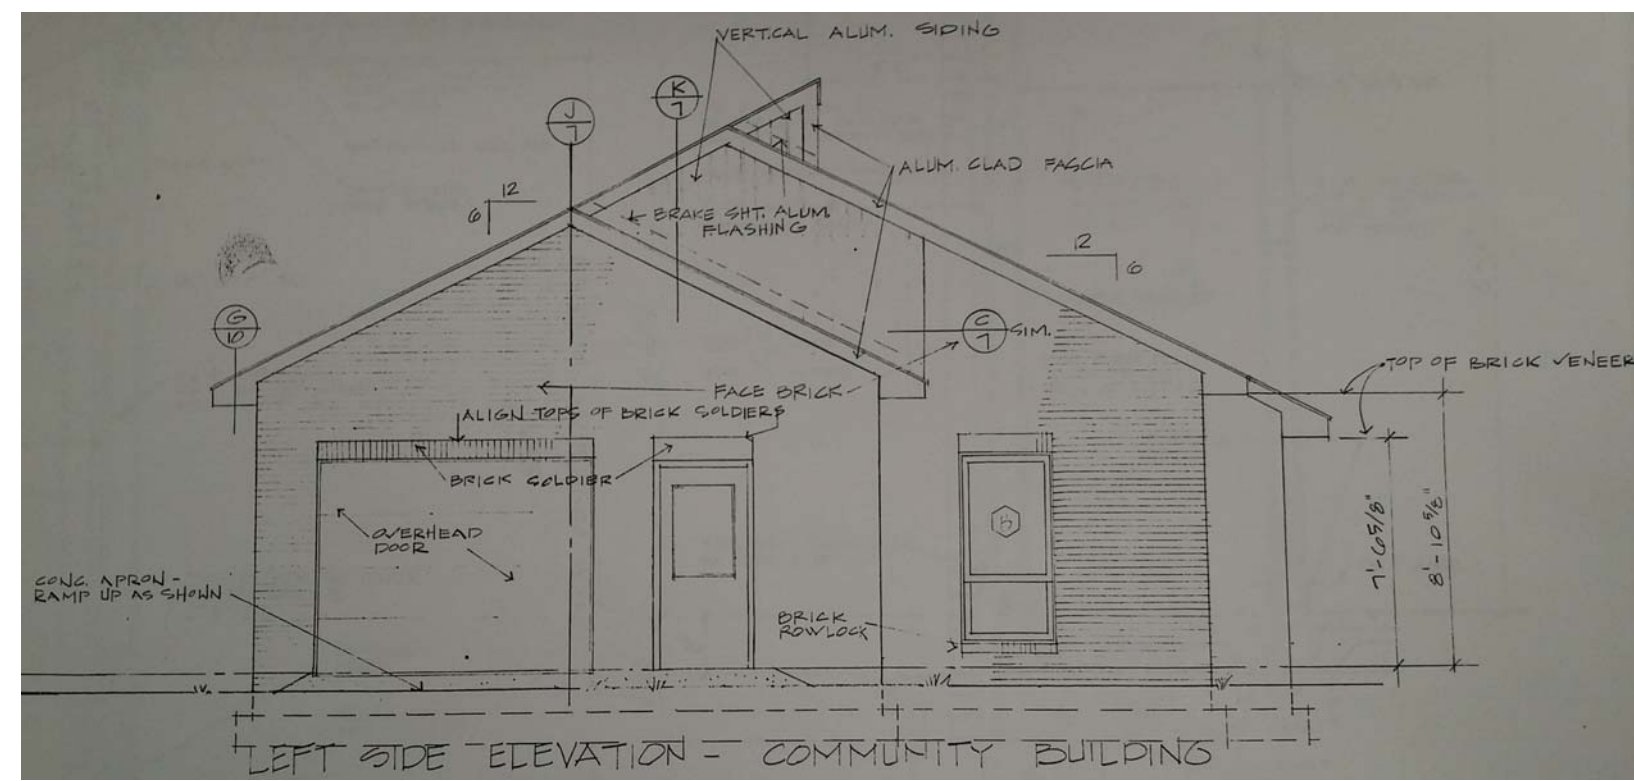 VERTICAL ALUM. SIDING
K
7
J
7
ALUM. CLAD FASCIA
12
6
BRAKE SHT. ALUM.
FLASHING
12
6
G
10
C
7
SIM.
TOP OF BRICK VENEER
FACE BRICK
ALIGN TOPS OF BRICK SOLDIERS
BRICK SOLDIER
B
OVERHEAD
DOOR
7'-6 5/8"
8'-10 5/8"
CONC. APRON -
RAMP UP AS SHOWN
BRICK
ROWLOCK
LEFT SIDE ELEVATION - COMMUNITY BUILDING